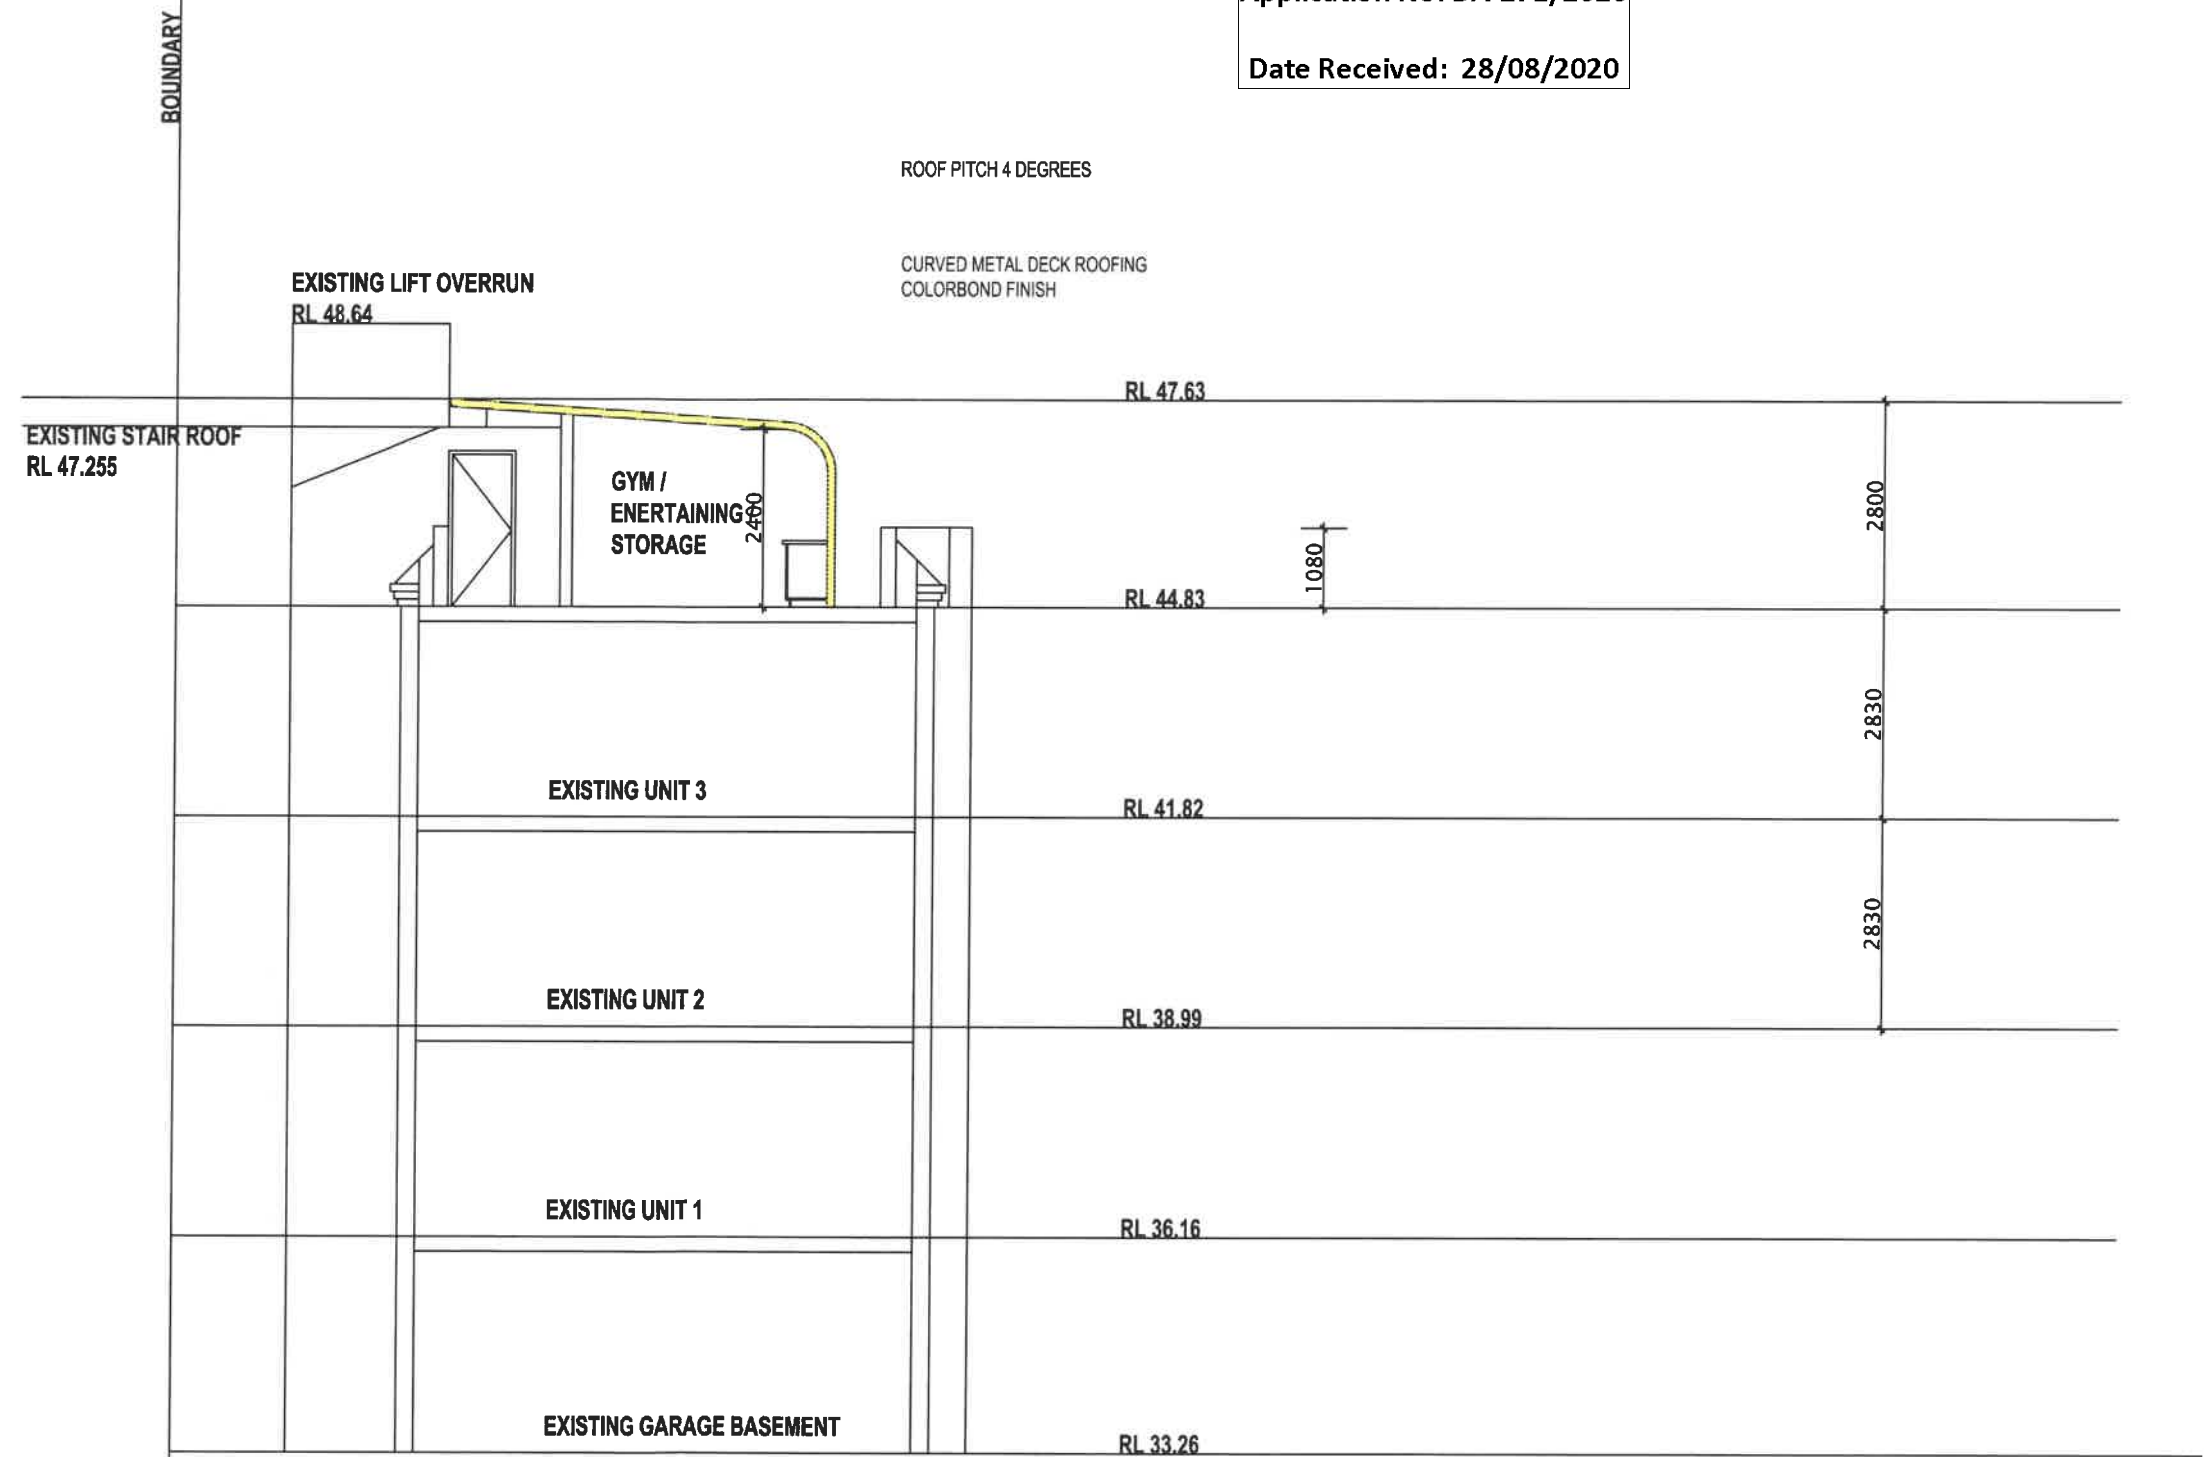 Date Received: 28/08/2020
BOUNDARY
ROOF PITCH 4 DEGREES
CURVED METAL DECK ROOFING
COLORBOND FINISH
EXISTING LIFT OVERRUN
RL 48.64
RL 47.63
EXISTING STAIR ROOF
RL 47.255
GYM /
ENERTAINING
STORAGE
2400
1080
2800
RL 44.83
2830
EXISTING UNIT 3
RL 41.82
2830
EXISTING UNIT 2
RL 38.99
EXISTING UNIT 1
RL 36.16
EXISTING GARAGE BASEMENT
RL 33.26